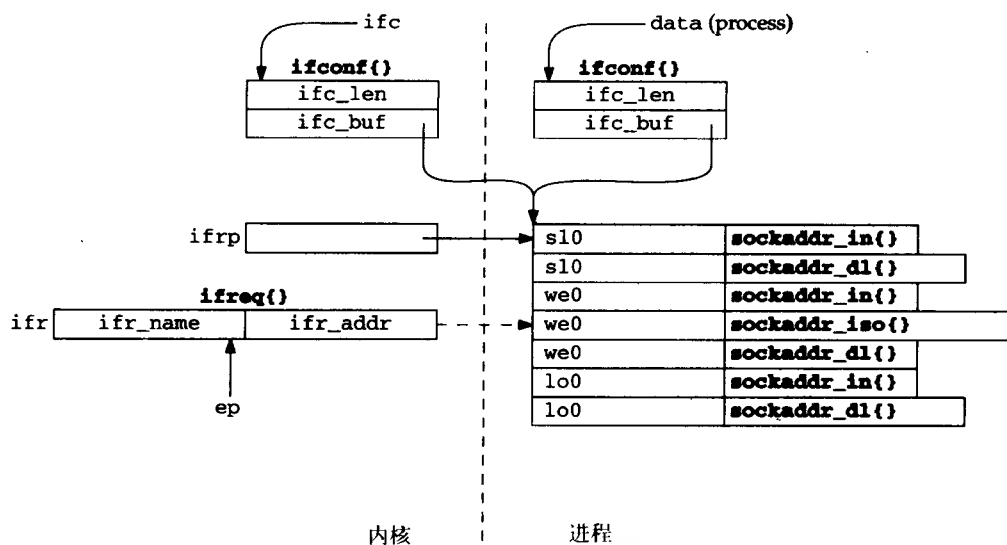 ifc
data (process)
ifconf{}
ifconf{}
ifc_len
ifc_len
ifc_buf
ifc_buf
ifrp
sl0 sockaddr_in{}
sl0 sockaddr_dl{}
ifreq{}
we0 sockaddr_in{}
ifr ifr_name ifr_addr
we0 sockaddr_iso{}
we0 sockaddr_dl{}
ep
lo0 sockaddr_in{}
lo0 sockaddr_dl{}
内核
进程